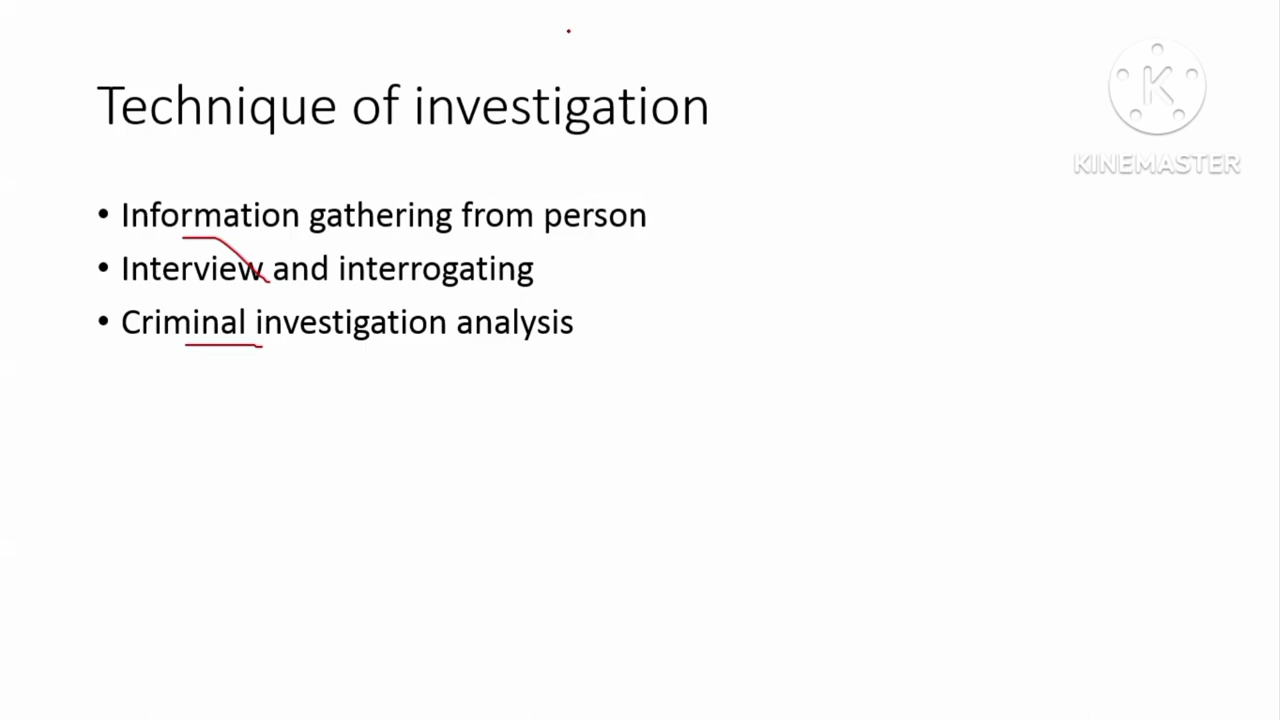 Technique of investigation
K
KINEMASTER
• Information gathering from person
• Interview and interrogating
• Criminal investigation analysis